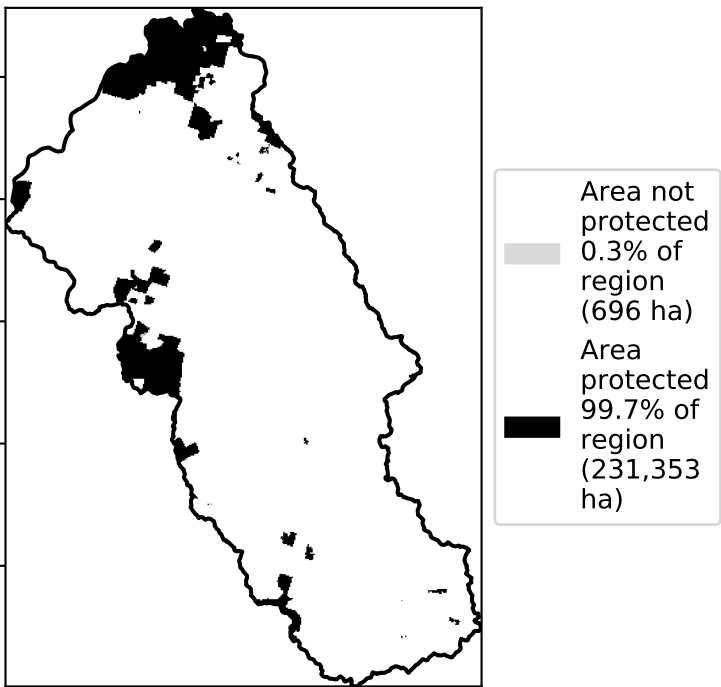 Area not
protected
0.3% of
region
(696 ha)
Area
protected
99.7% of
region
(231,353
ha)